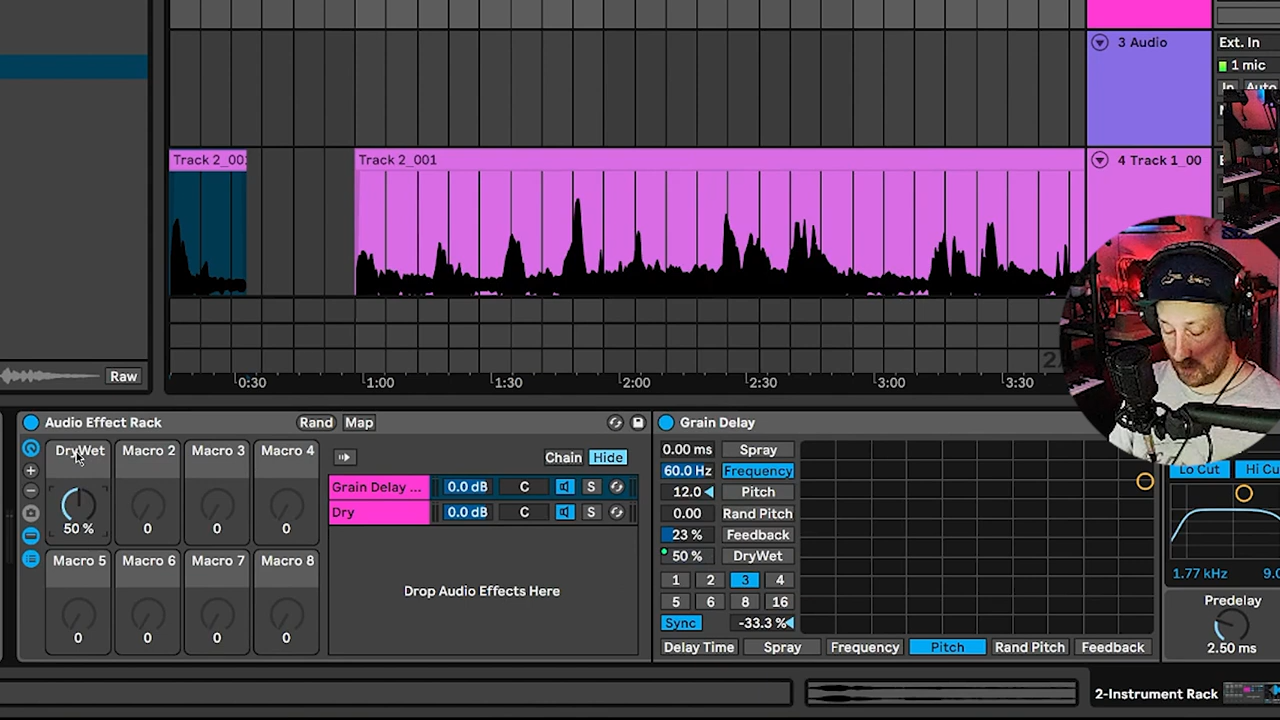 3 Audio
Ext. In
1 mic
In
Auto
Track 2_001
Track 2_001
4 Track 1_00
Raw
0:30
1:00
1:30
2:00
2:30
3:00
3:30
Audio Effect Rack
Rand
Map
DryWet
Macro 2
Macro 3
Macro 4
50 %
0
0
0
Macro 5
Macro 6
Macro 7
Macro 8
0
0
0
0
Chain
Hide
Grain Delay ...
0.0 dB
C
S
Dry
0.0 dB
C
S
Drop Audio Effects Here
Grain Delay
0.00 ms
Spray
60.0 Hz
Frequency
12.0
Pitch
0.00
Rand Pitch
23 %
Feedback
50 %
DryWet
1
2
3
4
5
6
8
16
Sync
-33.3 %
Delay Time
Spray
Frequency
Pitch
Rand Pitch
Feedback
Lo Cut
Hi Cu
1.77 kHz
9.0
Predelay
2.50 ms
2-Instrument Rack